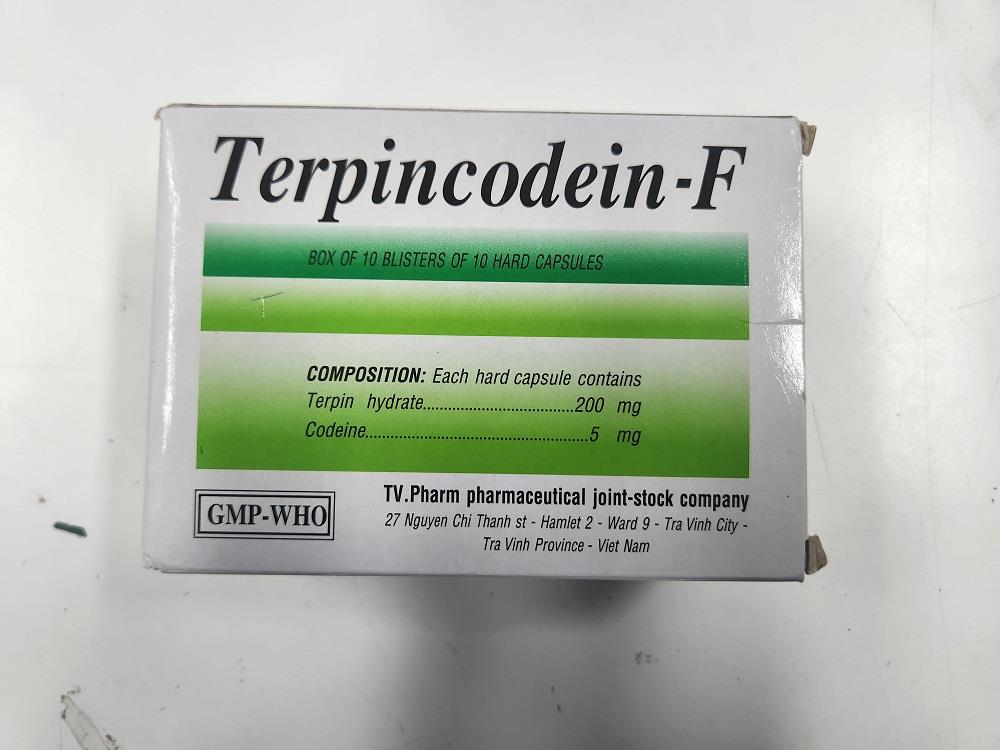 Terpincodein-F
BOX OF 10 BLISTERS OF 10 HARD CAPSULES
COMPOSITION: Each hard capsule contains
Terpin hydrate.....................................200 mg
Codeine......................................................5 mg
GMP-WHO
TV.Pharm pharmaceutical joint-stock company
27 Nguyen Chi Thanh st - Hamlet 2 - Ward 9 - Tra Vinh City -
Tra Vinh Province - Viet Nam